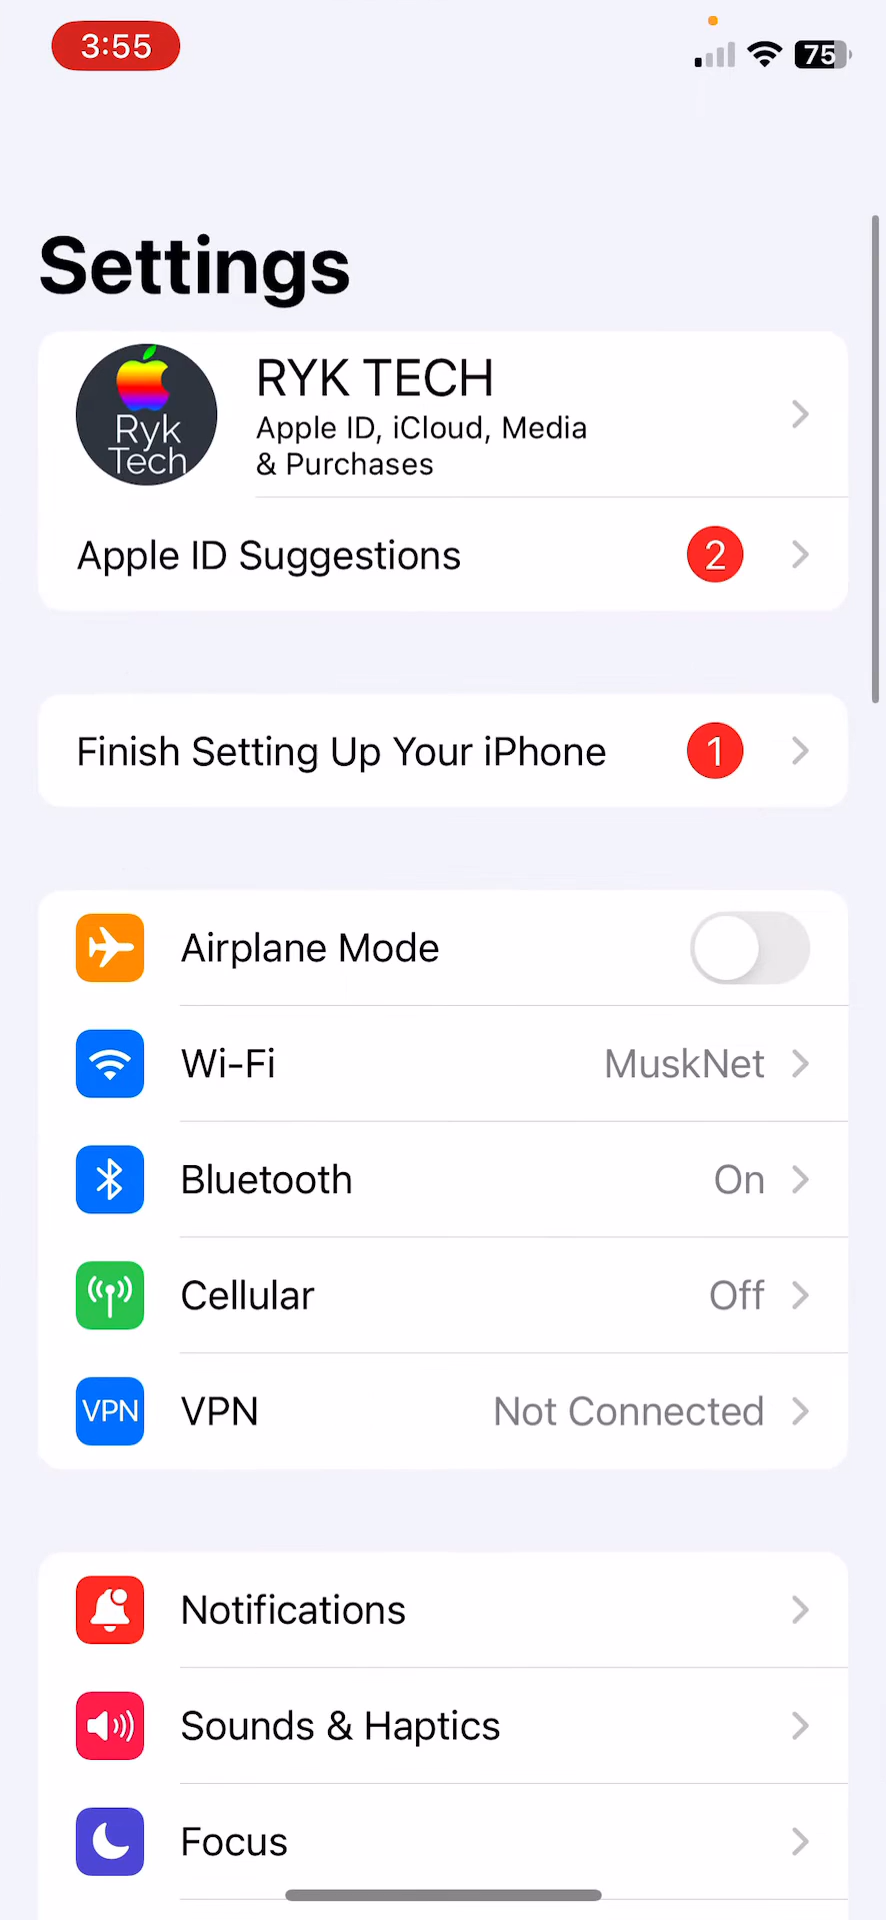 3:55
75
Settings
Ryk
Tech
RYK TECH
Apple ID, iCloud, Media
& Purchases
Apple ID Suggestions 2
Finish Setting Up Your iPhone 1
Airplane Mode
Wi-Fi MuskNet
Bluetooth On
Cellular Off
VPN VPN Not Connected
Notifications
Sounds & Haptics
Focus